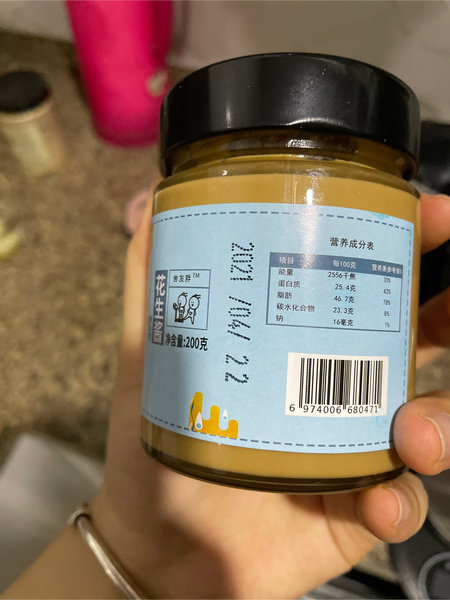 舍友胖™
花生酱
净含量:200克
2021/04/22
营养成分表
项目 每100克 营养素参考值%
能量 2556千焦 30%
蛋白质 25.4克 42%
脂肪 46.7克 78%
碳水化合物 23.3克 8%
钠 16毫克 1%
6 974006 680471